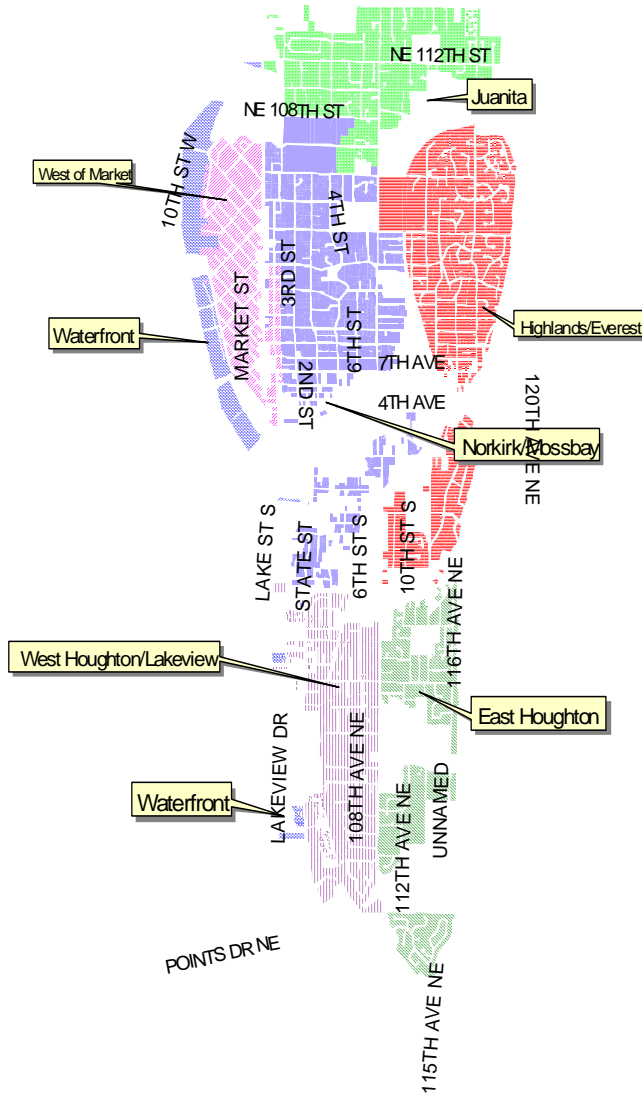 NE 112TH ST
Juanita
NE 108TH ST
10TH ST W
West of Market
4TH ST
3RD ST
MARKET ST
Waterfront
6TH ST
Highlands/Everest
7TH AVE
2ND ST
4TH AVE
120TH AVE NE
Norkirk/Mossbay
LAKE ST S
STATE ST
6TH ST S
10TH ST S
116TH AVE NE
West Houghton/Lakeview
East Houghton
LAKEVIEW DR
108TH AVE NE
Waterfront
112TH AVE NE
UNNAMED
POINTS DR NE
115TH AVE NE